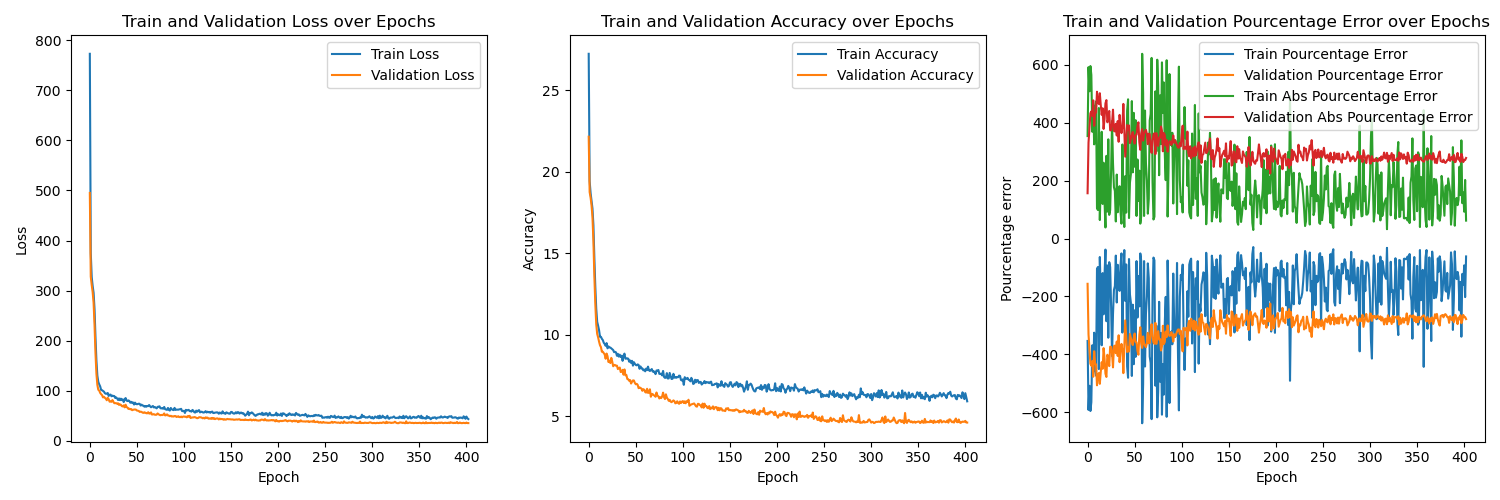 Train and Validation Loss over Epochs
800
700
600
500
400
300
200
100
0
Loss
0 50 100 150 200 250 300 350 400
Epoch
Train Loss
Validation Loss
Train and Validation Accuracy over Epochs
25
20
15
10
5
Accuracy
0 50 100 150 200 250 300 350 400
Epoch
Train Accuracy
Validation Accuracy
Train and Validation Pourcentage Error over Epochs
600
400
200
0
−200
−400
−600
Pourcentage error
0 50 100 150 200 250 300 350 400
Epoch
Train Pourcentage Error
Validation Pourcentage Error
Train Abs Pourcentage Error
Validation Abs Pourcentage Error